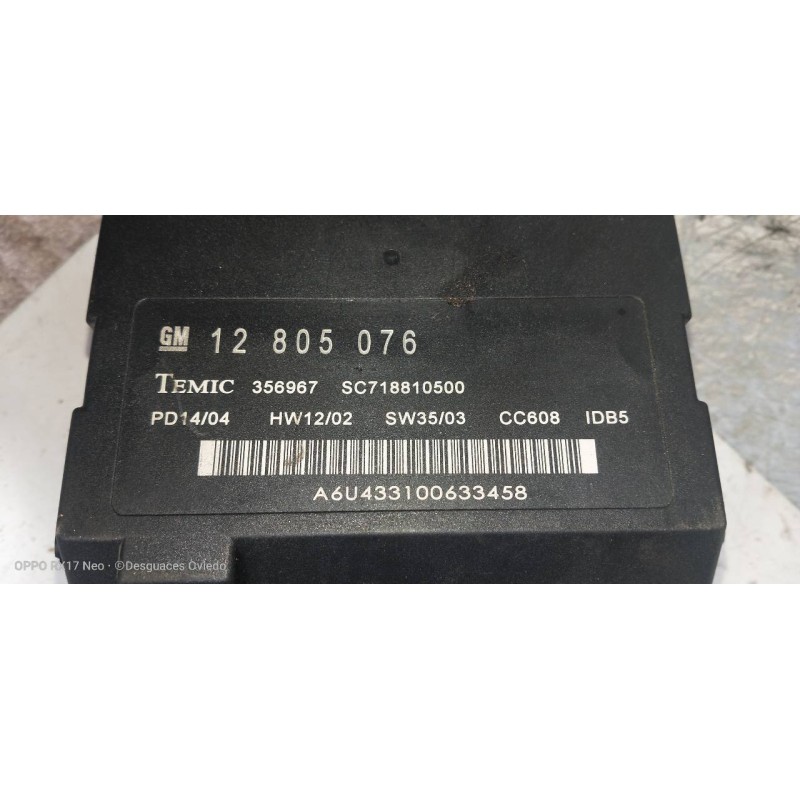 GM 12 805 076
TEMIC 356967 SC718810500
PD14/04 HW12/02 SW35/03 CC608 IDB5
A6U433100633458
OPPO RX17 Neo · ©Desguaces Oviedo